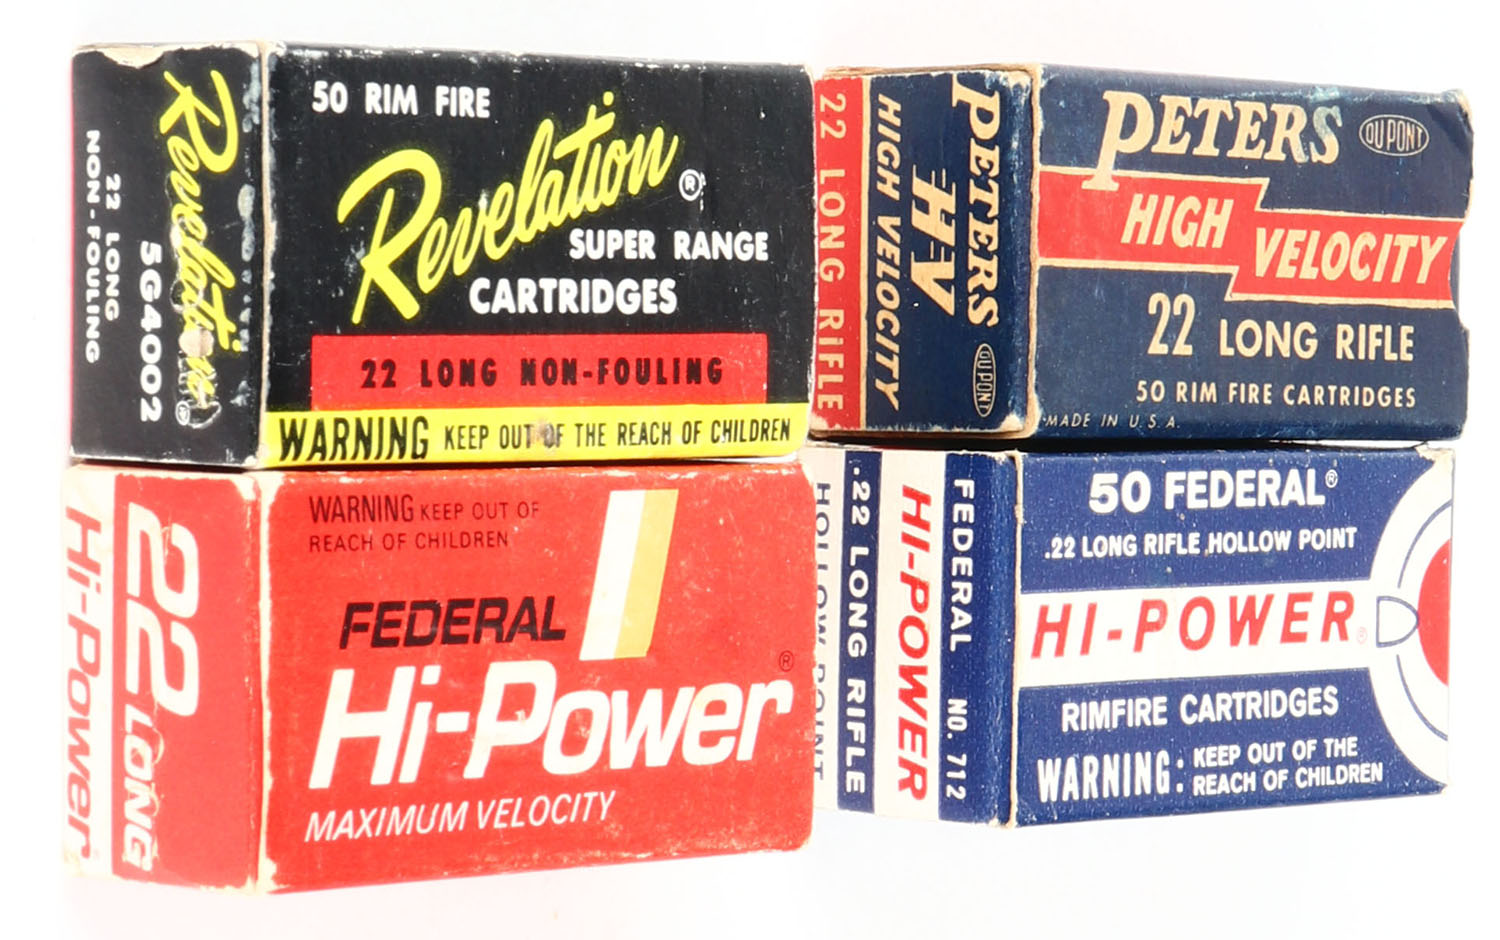 Revelation®
5G4002
22 LONG
NON-FOULING
50 RIM FIRE
Revelation®
SUPER RANGE
CARTRIDGES
22 LONG NON-FOULING
WARNING KEEP OUT OF THE REACH OF CHILDREN
PETERS
H-V
HIGH VELOCITY
DU PONT
22 LONG RIFLE
PETERS DU PONT
HIGH VELOCITY
22 LONG RIFLE
50 RIM FIRE CARTRIDGES
MADE IN U.S.A.
22 LONG
Hi-Power®
WARNING KEEP OUT OF
REACH OF CHILDREN
FEDERAL
Hi-Power®
MAXIMUM VELOCITY
FEDERAL NO. 712
HI-POWER
.22 LONG RIFLE
HOLLOW POINT
50 FEDERAL®
.22 LONG RIFLE HOLLOW POINT
HI-POWER®
RIMFIRE CARTRIDGES
WARNING: KEEP OUT OF THE
REACH OF CHILDREN